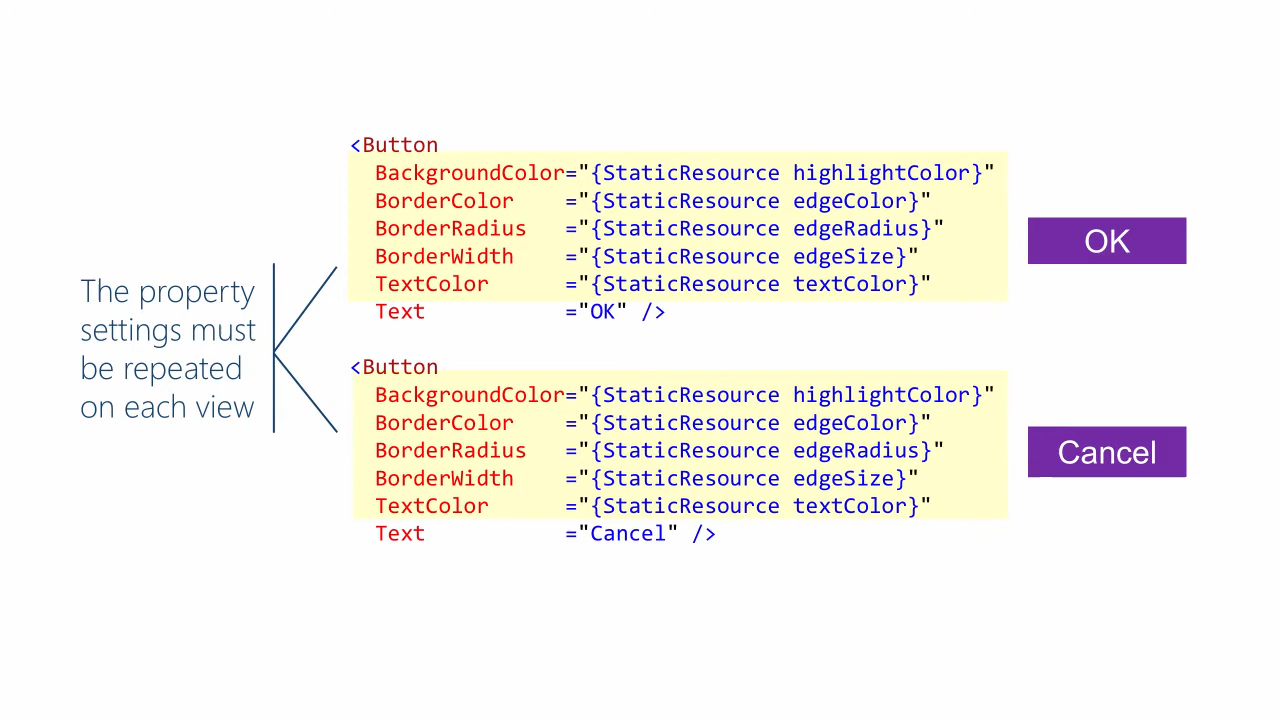 The property
settings must
be repeated
on each view
<Button
  BackgroundColor="{StaticResource highlightColor}"
  BorderColor    ="{StaticResource edgeColor}"
  BorderRadius   ="{StaticResource edgeRadius}"
  BorderWidth    ="{StaticResource edgeSize}"
  TextColor      ="{StaticResource textColor}"
  Text           ="OK" />
OK
<Button
  BackgroundColor="{StaticResource highlightColor}"
  BorderColor    ="{StaticResource edgeColor}"
  BorderRadius   ="{StaticResource edgeRadius}"
  BorderWidth    ="{StaticResource edgeSize}"
  TextColor      ="{StaticResource textColor}"
  Text           ="Cancel" />
Cancel